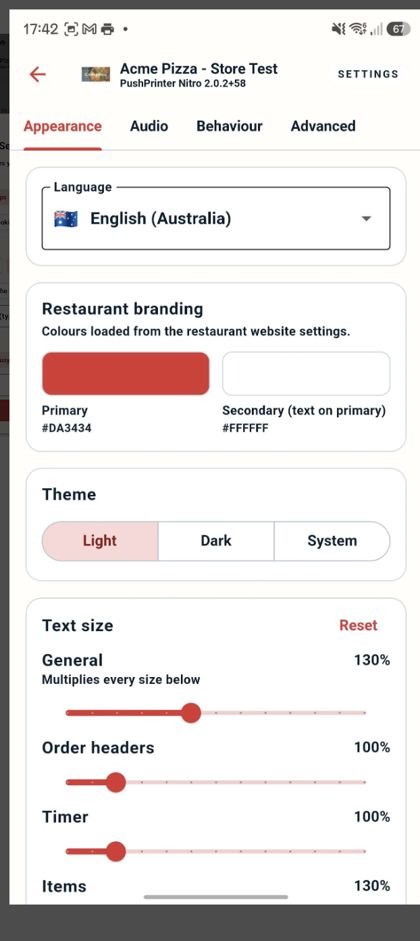 17:42
67
Acme Pizza - Store Test
PushPrinter Nitro 2.0.2+58
SETTINGS
Appearance
Audio
Behaviour
Advanced
Language
English (Australia)
Restaurant branding
Colours loaded from the restaurant website settings.
Primary
#DA3434
Secondary (text on primary)
#FFFFFF
Theme
Light
Dark
System
Text size
Reset
General
130%
Multiplies every size below
Order headers
100%
Timer
100%
Items
130%